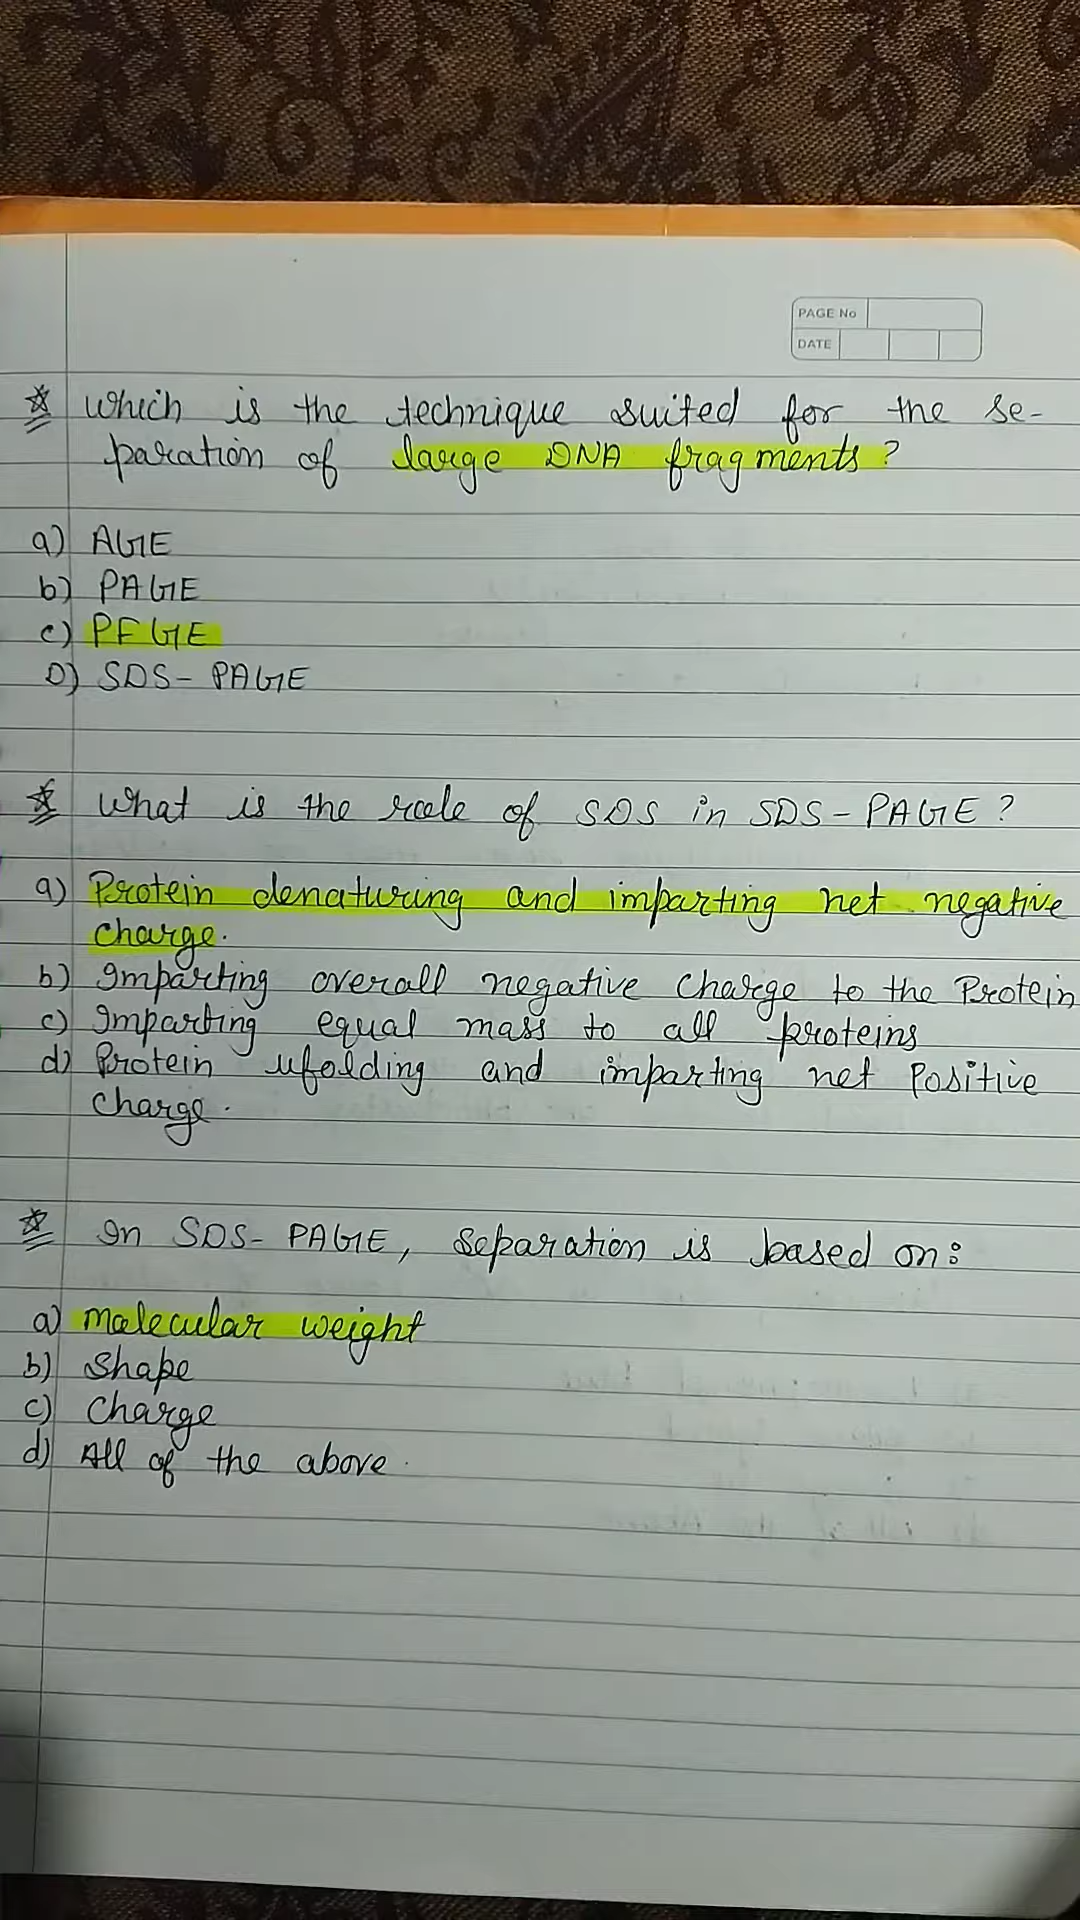 PAGE No
DATE
* Which is the technique suited for the se-
paration of large DNA fragments?
a) AGE
b) PAGE
c) PFGE
D) SDS - PAGE
* What is the role of SDS in SDS - PAGE?
a) Protein denaturing and imparting net negative
charge.
b) Imparting overall negative charge to the Protein
c) Imparting equal mass to all proteins
d) Protein ufolding and imparting net Positive
charge.
* In SDS - PAGE, Separation is based on:
a) molecular weight
b) Shape
c) Charge
d) All of the above.